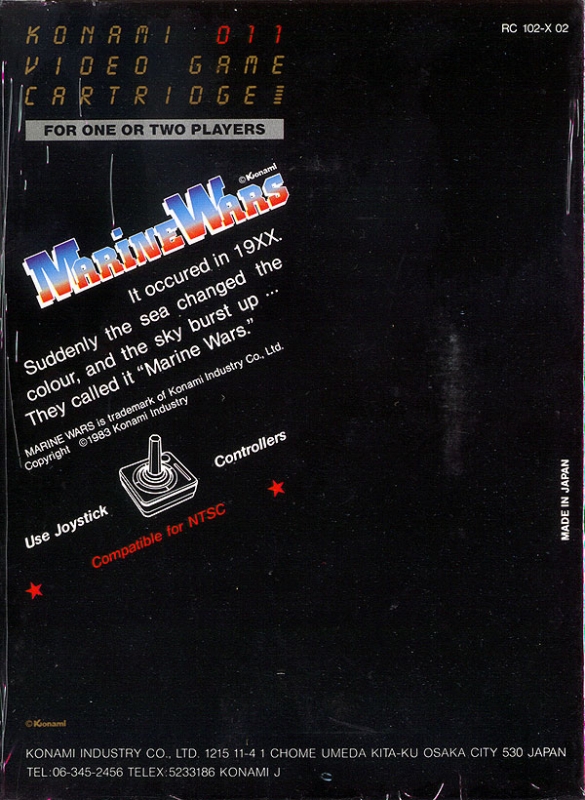 KONAMI 011
RC 102-X 02
VIDEO GAME
CARTRIDGE
FOR ONE OR TWO PLAYERS
©Konami
MARINE WARS
It occured in 19XX.
Suddenly the sea changed the
colour, and the sky burst up ...
They called it "Marine Wars."
MARINE WARS is trademark of Konami Industry Co., Ltd.
Copyright ©1983 Konami Industry
Use Joystick Controllers
Compatible for NTSC
MADE IN JAPAN
©Konami
KONAMI INDUSTRY CO., LTD. 1215 11-4 1 CHOME UMEDA KITA-KU OSAKA CITY 530 JAPAN
TEL:06-345-2456 TELEX:5233186 KONAMI J